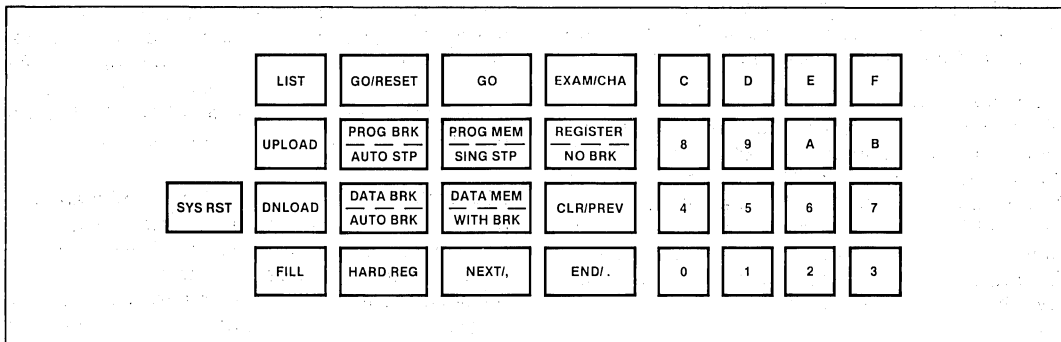 LIST GO/RESET GO EXAM/CHA C D E F
UPLOAD PROG BRK PROG MEM REGISTER 8 9 A B
AUTO STP SING STP NO BRK
SYS RST DNLOAD DATA BRK DATA MEM CLR/PREV 4 5 6 7
AUTO BRK WITH BRK
FILL HARD REG NEXT/, END/ . 0 1 2 3